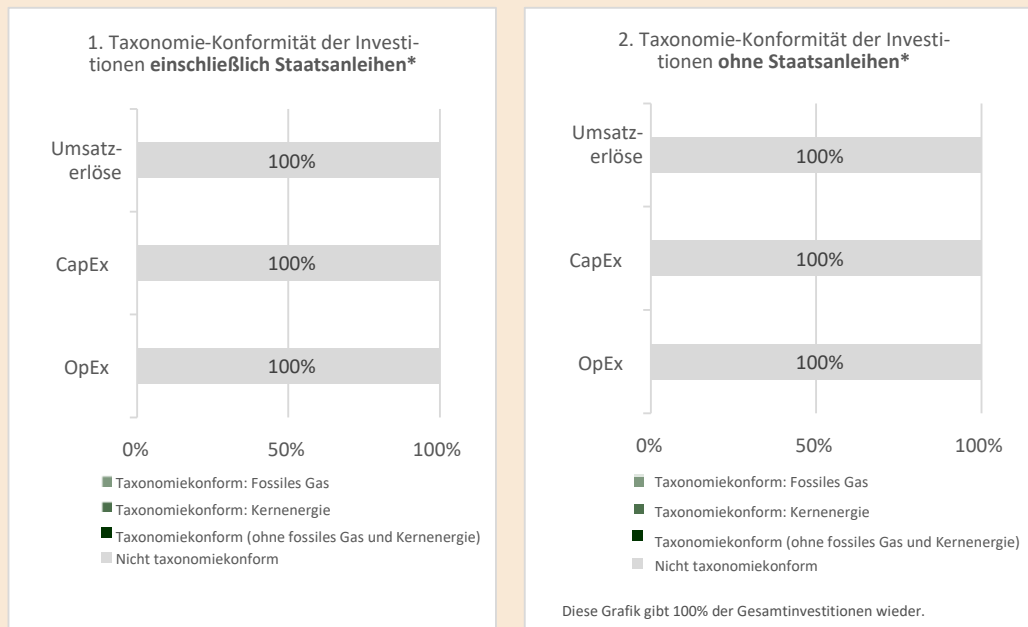 1. Taxonomie-Konformität der Investi-
tionen einschließlich Staatsanleihen*
Umsatz-
erlöse
100%
CapEx
100%
OpEx
100%
0% 50% 100%
Taxonomiekonform: Fossiles Gas
Taxonomiekonform: Kernenergie
Taxonomiekonform (ohne fossiles Gas und Kernenergie)
Nicht taxonomiekonform
2. Taxonomie-Konformität der Investi-
tionen ohne Staatsanleihen*
Umsatz-
erlöse
100%
CapEx
100%
OpEx
100%
0% 50% 100%
Taxonomiekonform: Fossiles Gas
Taxonomiekonform: Kernenergie
Taxonomiekonform (ohne fossiles Gas und Kernenergie)
Nicht taxonomiekonform
Diese Grafik gibt 100% der Gesamtinvestitionen wieder.